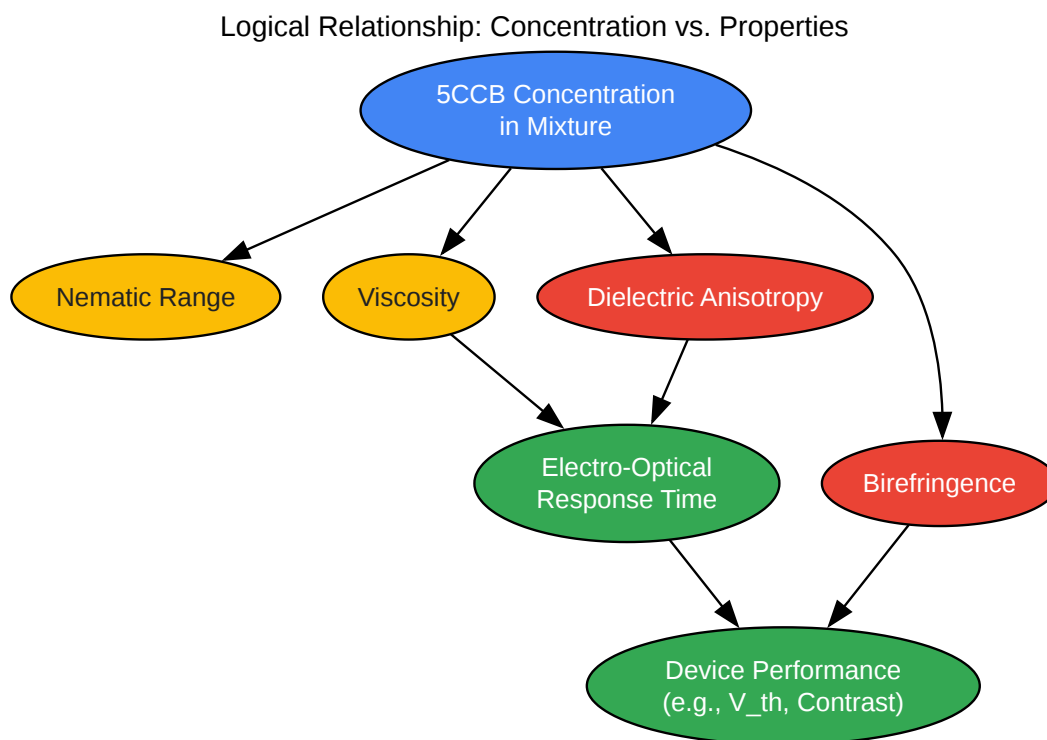 Logical Relationship: Concentration vs. Properties
5CCB Concentration
in Mixture
Nematic Range
Viscosity
Dielectric Anisotropy
Electro-Optical
Response Time
Birefringence
Device Performance
(e.g., V_th, Contrast)